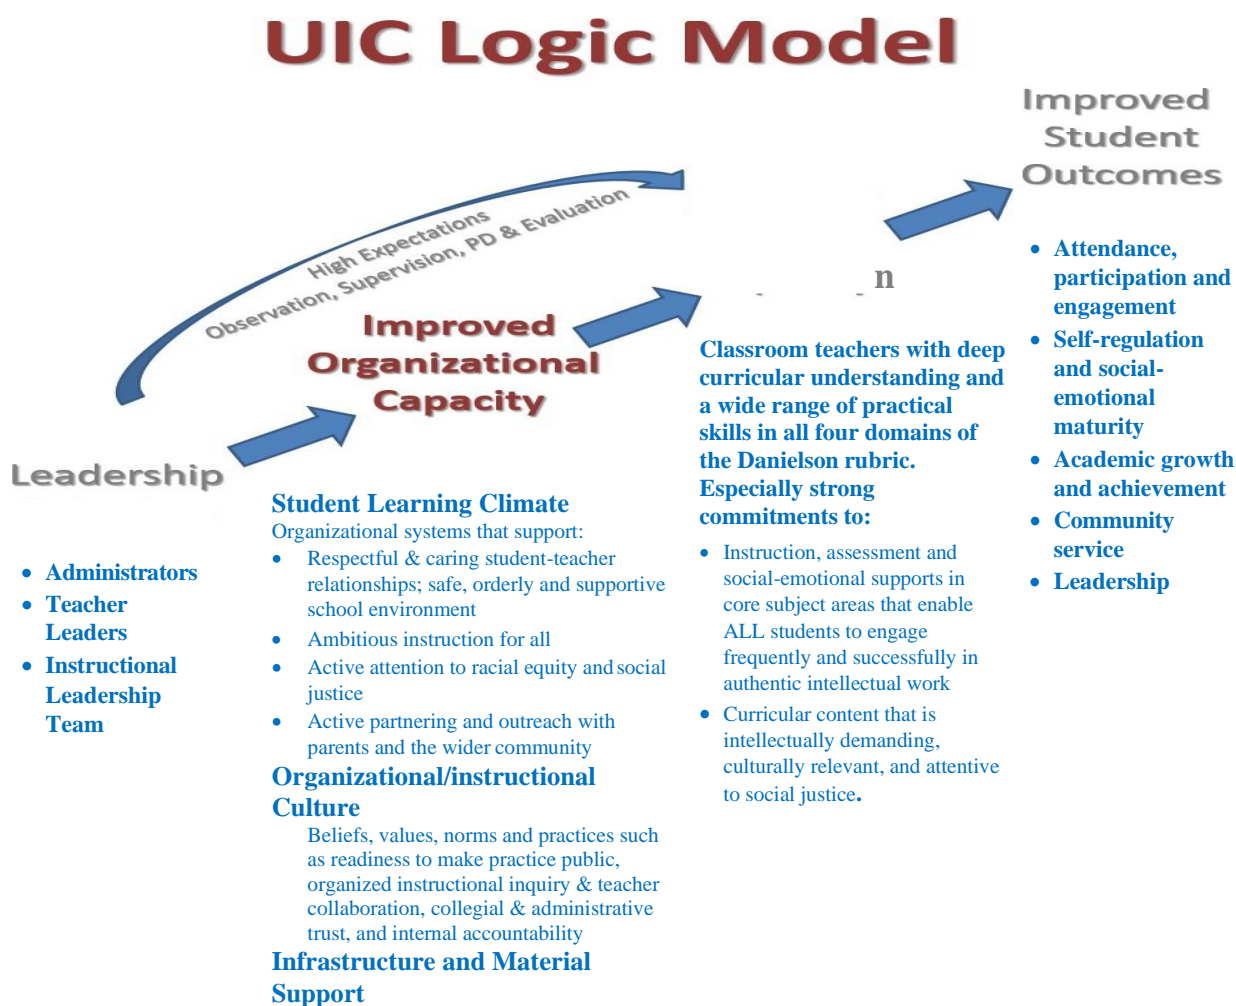 UIC Logic Model
Improved
Student
Outcomes
High Expectations
Observation, Supervision, PD & Evaluation
Improved
Organizational
Capacity
Leadership
n
• Administrators
• Teacher
Leaders
• Instructional
Leadership
Team
Student Learning Climate
Organizational systems that support:
• Respectful & caring student-teacher
relationships; safe, orderly and supportive
school environment
• Ambitious instruction for all
• Active attention to racial equity and social
justice
• Active partnering and outreach with
parents and the wider community
Organizational/instructional
Culture
Beliefs, values, norms and practices such
as readiness to make practice public,
organized instructional inquiry & teacher
collaboration, collegial & administrative
trust, and internal accountability
Infrastructure and Material
Support
Classroom teachers with deep
curricular understanding and
a wide range of practical
skills in all four domains of
the Danielson rubric.
Especially strong
commitments to:
• Instruction, assessment and
social-emotional supports in
core subject areas that enable
ALL students to engage
frequently and successfully in
authentic intellectual work
• Curricular content that is
intellectually demanding,
culturally relevant, and attentive
to social justice.
• Attendance,
participation and
engagement
• Self-regulation
and social-
emotional
maturity
• Academic growth
and achievement
• Community
service
• Leadership